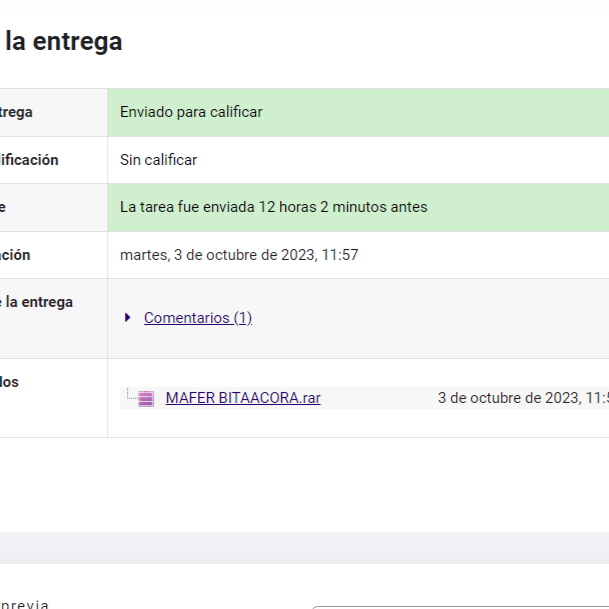 la entrega
trega
Enviado para calificar
ificación
Sin calificar
e
La tarea fue enviada 12 horas 2 minutos antes
ación
martes, 3 de octubre de 2023, 11:57
e la entrega
Comentarios (1)
dos
MAFER BITAACORA.rar
3 de octubre de 2023, 11:5
previa